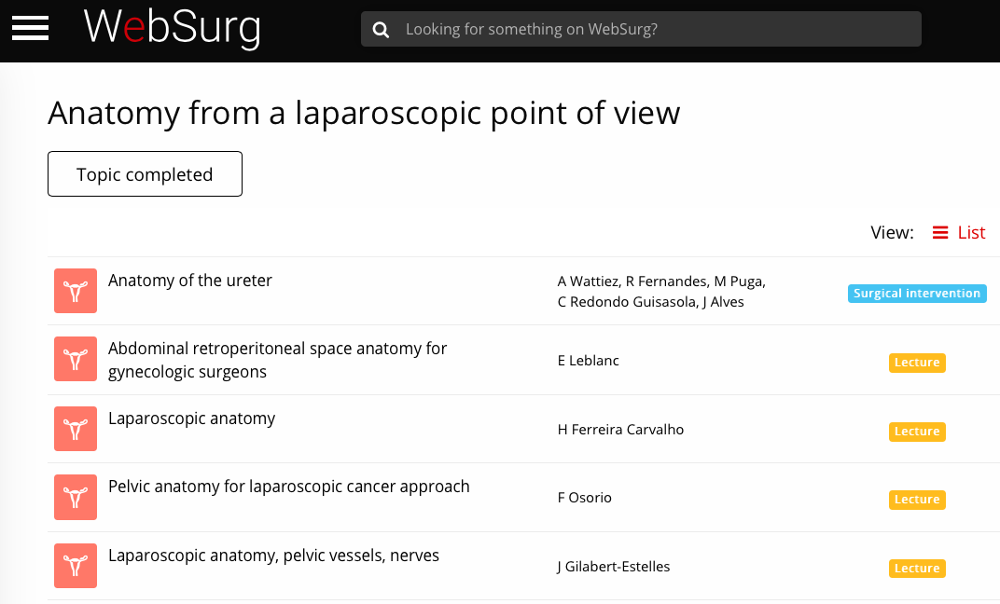 WebSurg
Looking for something on WebSurg?
Anatomy from a laparoscopic point of view
Topic completed
View: List
Anatomy of the ureter
A Wattiez, R Fernandes, M Puga,
C Redondo Guisasola, J Alves
Surgical intervention
Abdominal retroperitoneal space anatomy for
gynecologic surgeons
E Leblanc
Lecture
Laparoscopic anatomy
H Ferreira Carvalho
Lecture
Pelvic anatomy for laparoscopic cancer approach
F Osorio
Lecture
Laparoscopic anatomy, pelvic vessels, nerves
J Gilabert-Estelles
Lecture